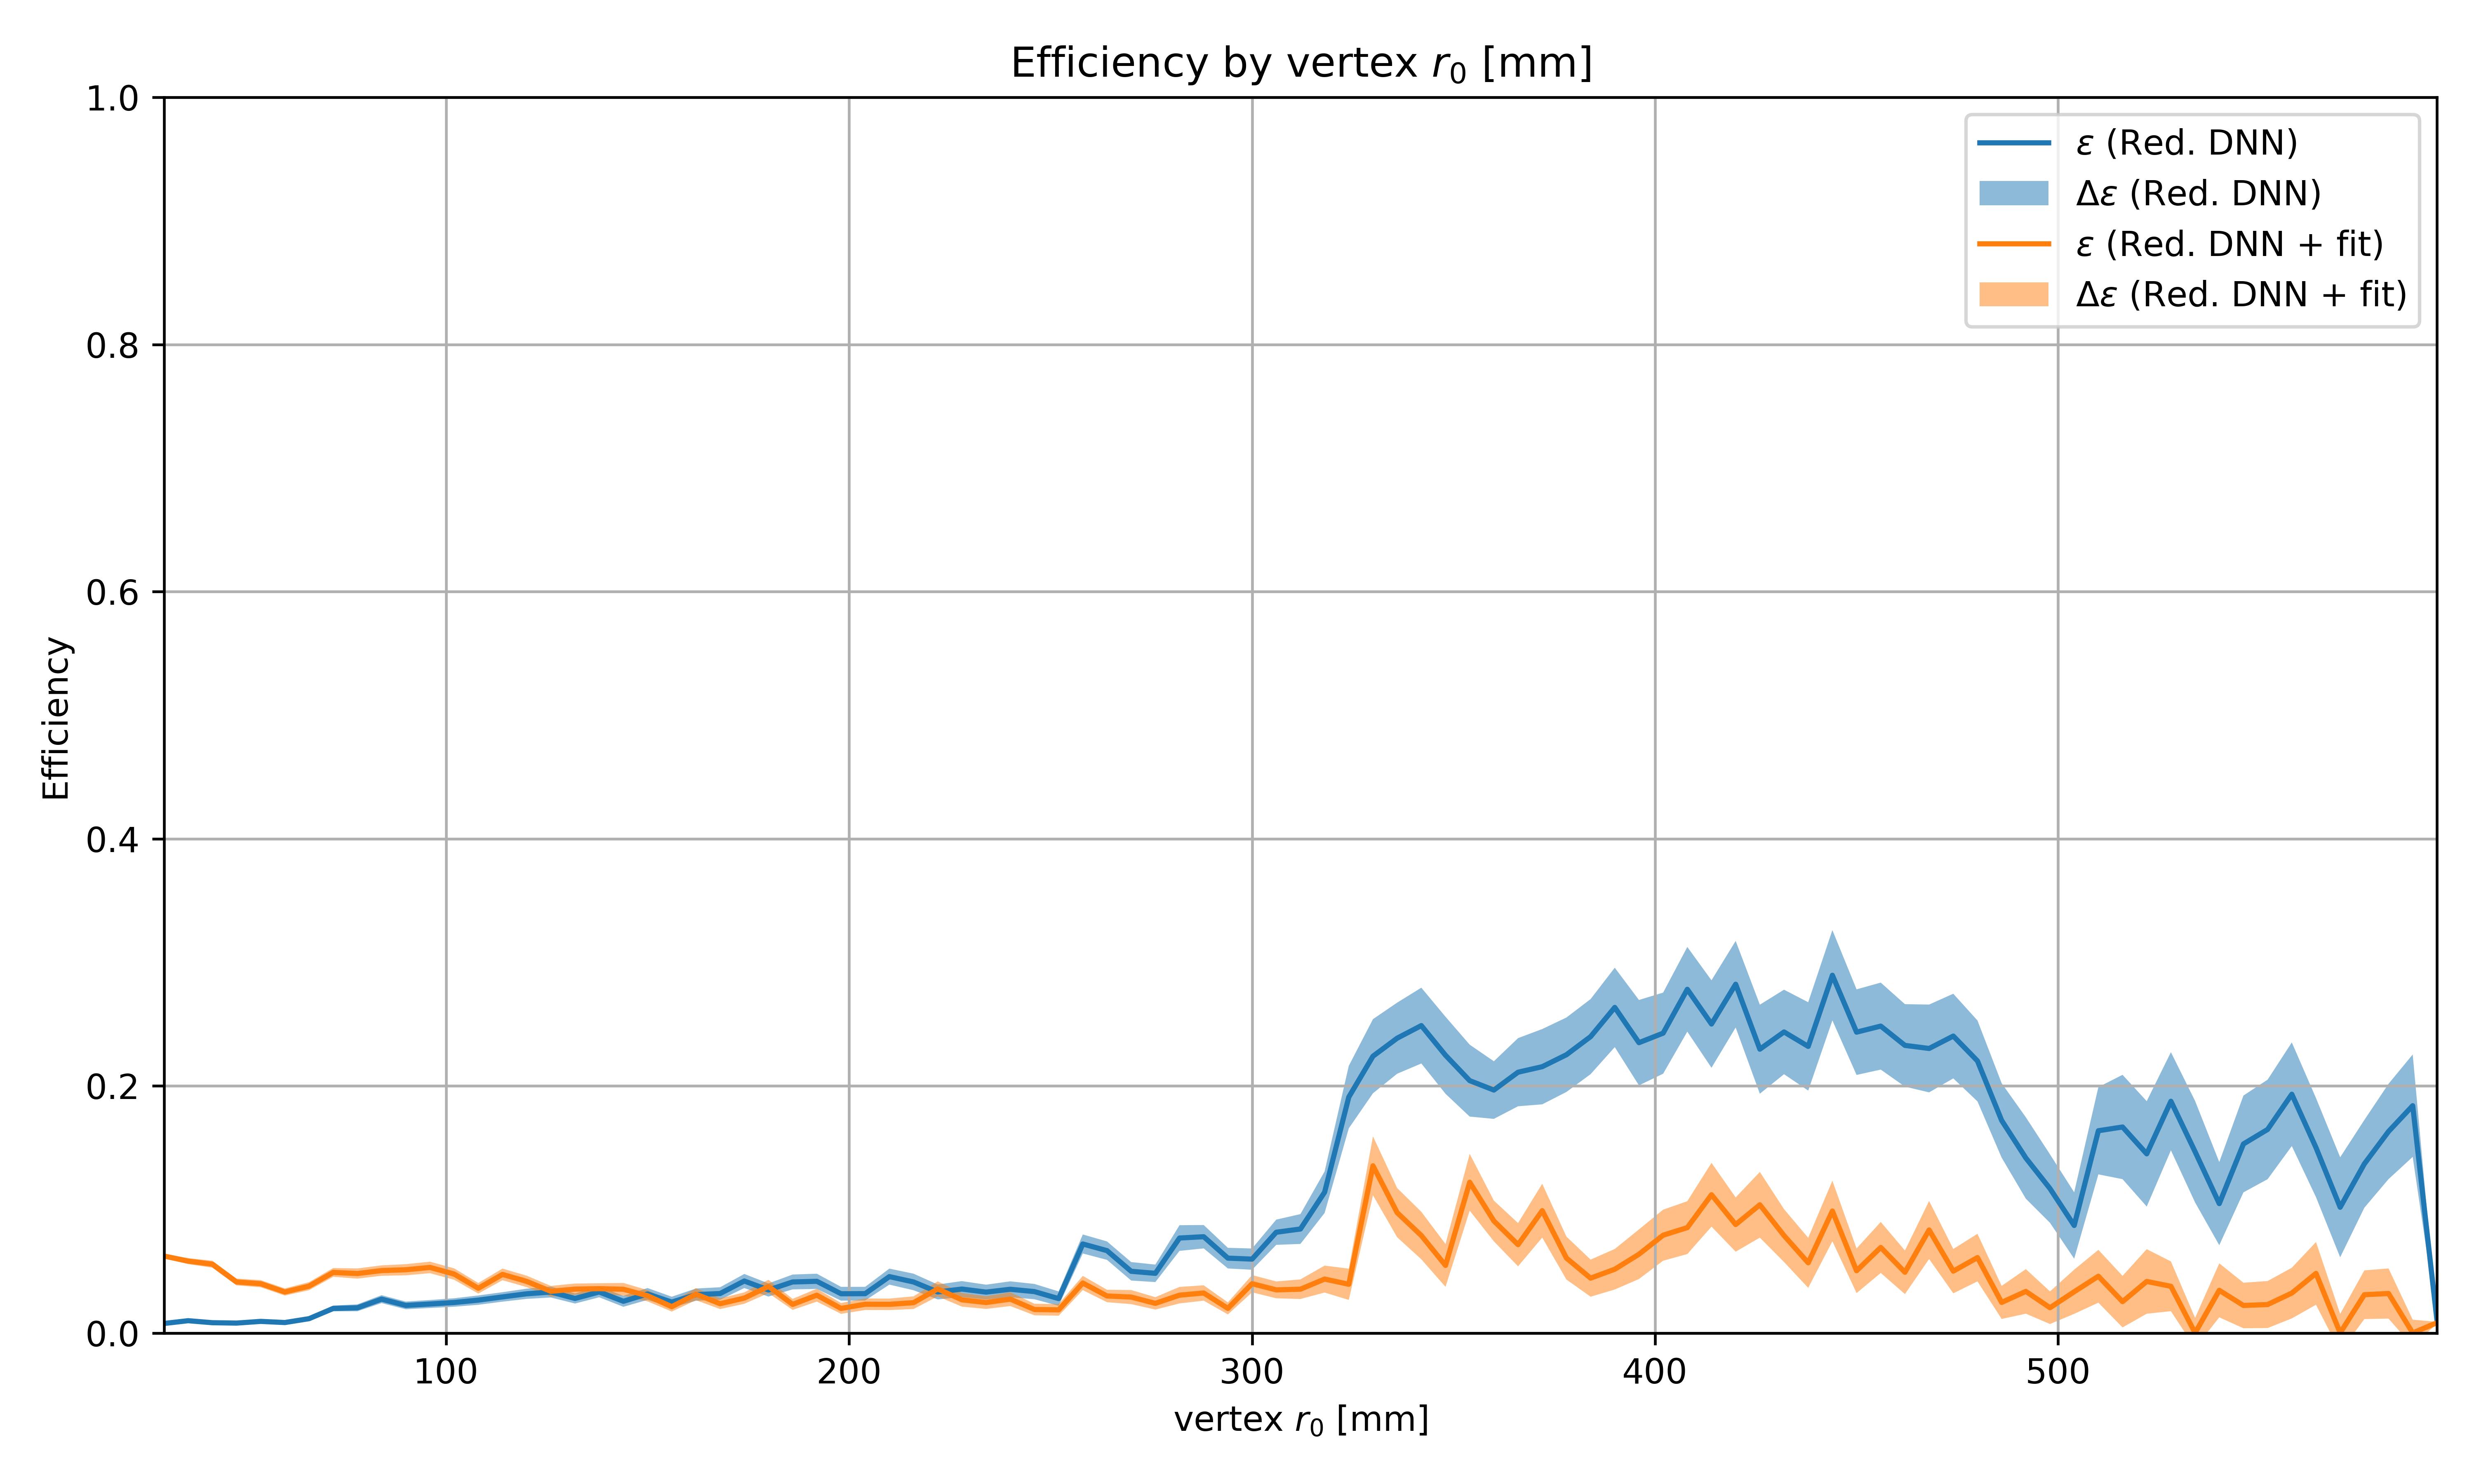 Efficiency by vertex r₀ [mm]
1.0
0.8
0.6
0.4
0.2
0.0
Efficiency
ε (Red. DNN)
Δε (Red. DNN)
ε (Red. DNN + fit)
Δε (Red. DNN + fit)
100 200 300 400 500
vertex r₀ [mm]